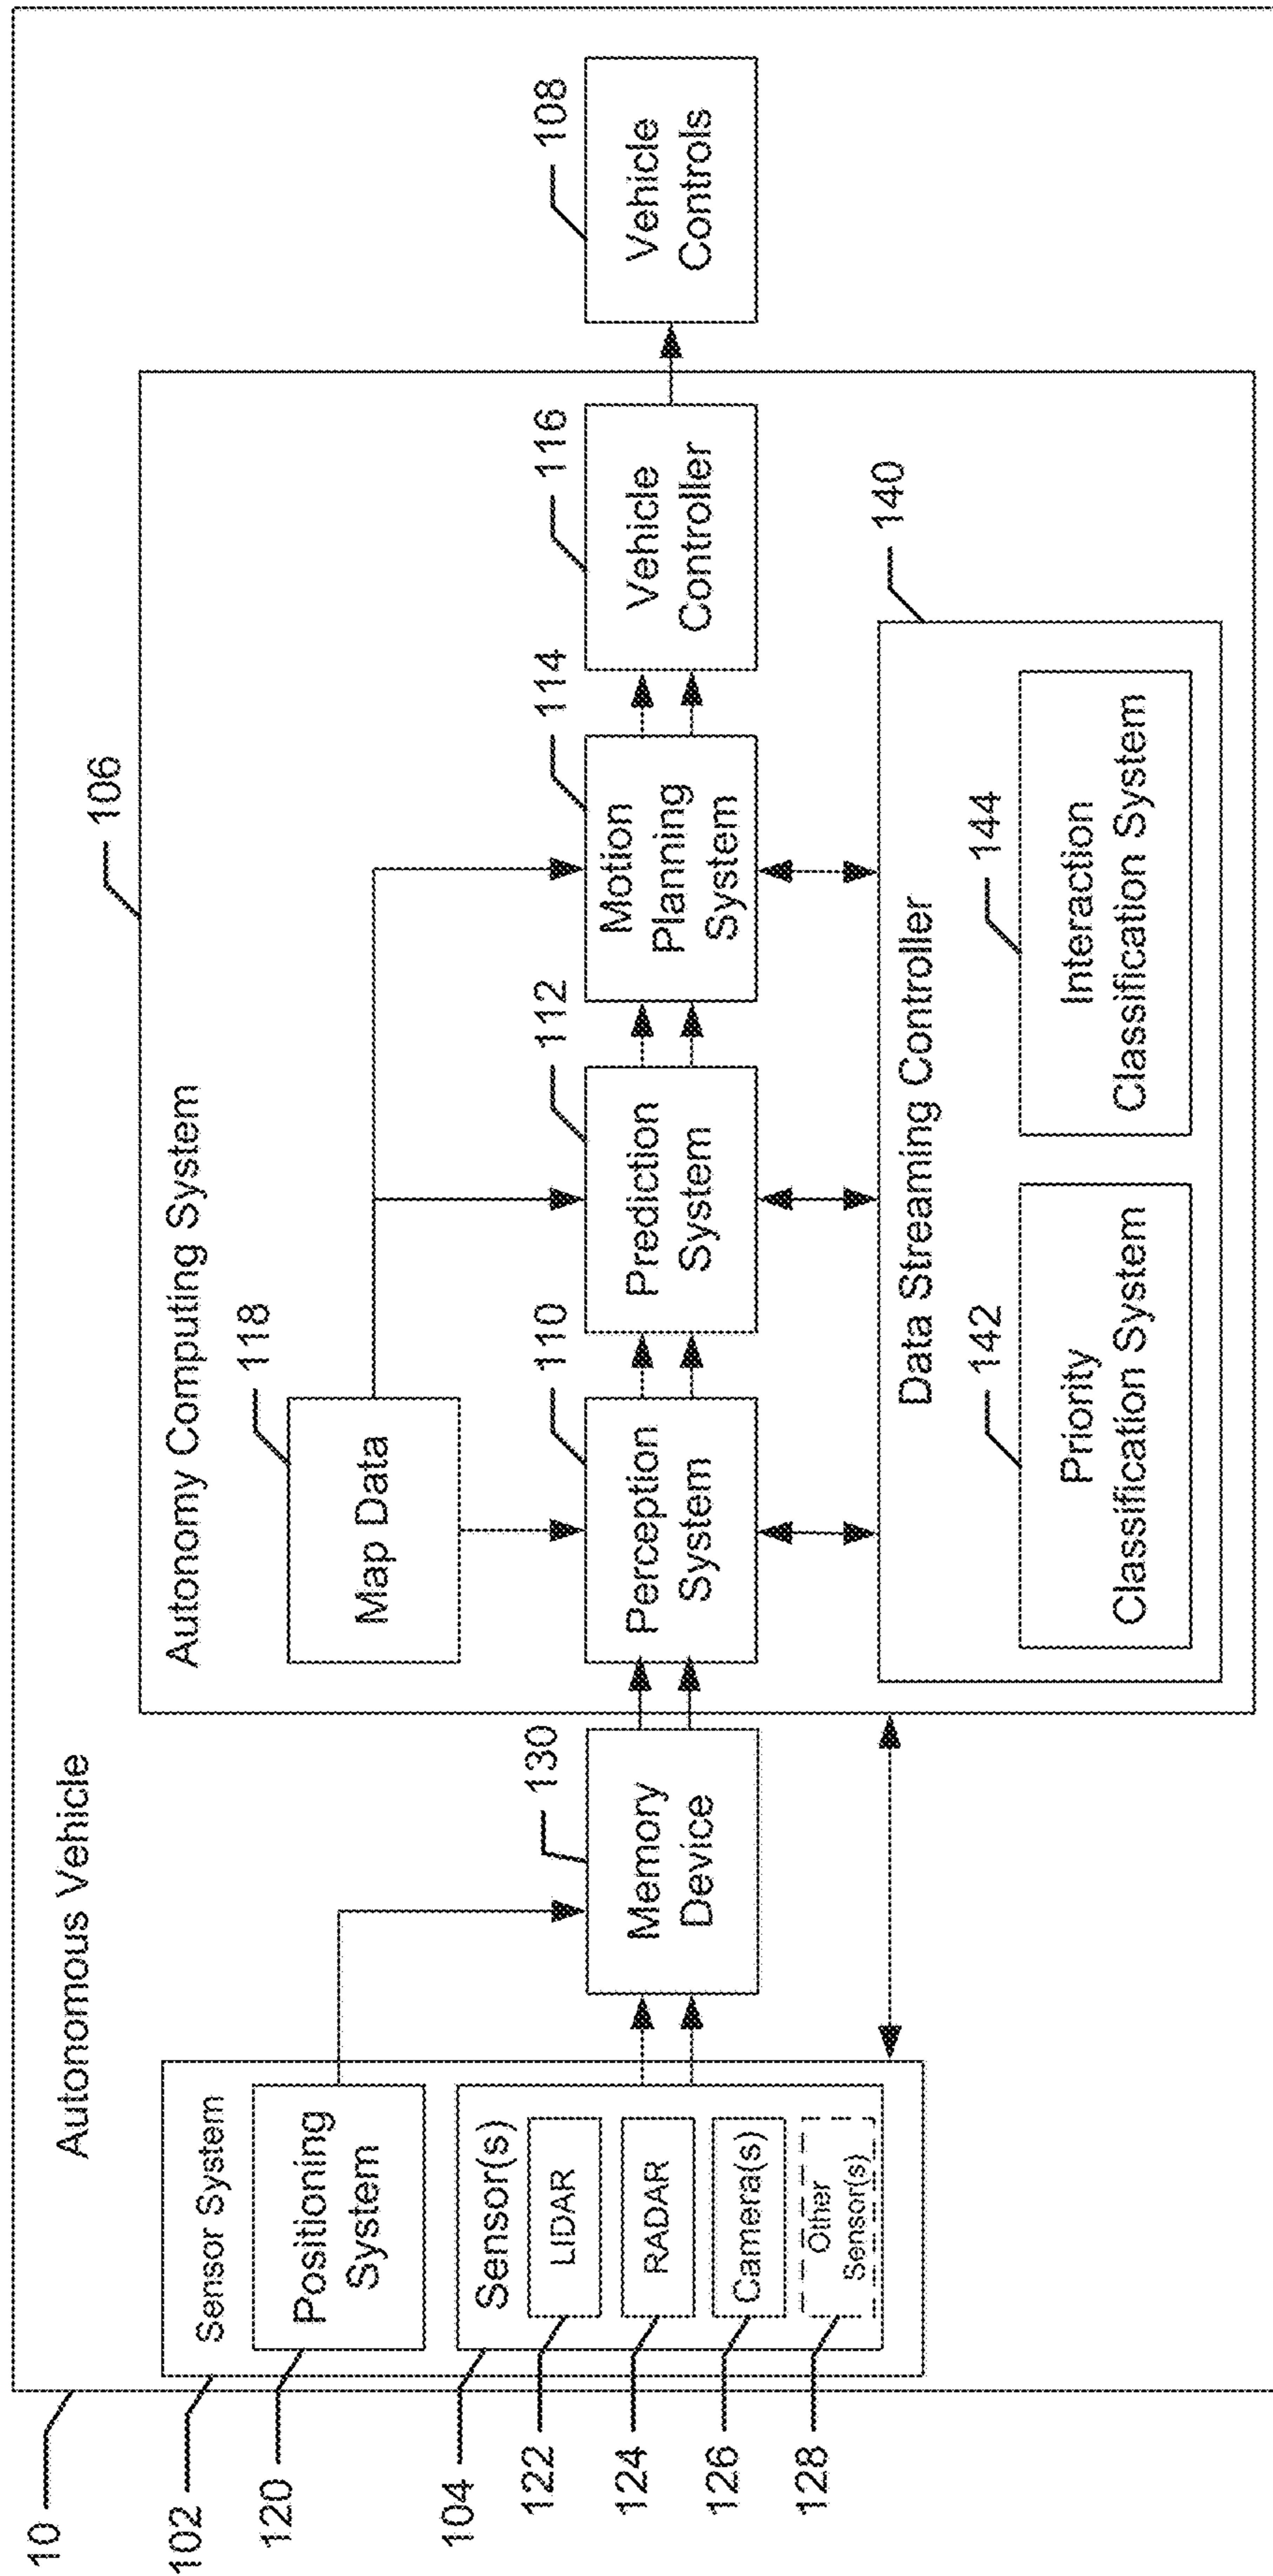 10
Autonomous Vehicle
102
Sensor System
120
Positioning
System
104
Sensor(s)
122
LIDAR
124
RADAR
126
Camera(s)
128
Other
Sensor(s)
130
Memory
Device
106
Autonomy Computing System
118
Map Data
110
Perception
System
112
Prediction
System
114
Motion
Planning
System
116
Vehicle
Controller
108
Vehicle
Controls
140
Data Streaming Controller
142
Priority
Classification System
144
Interaction
Classification System